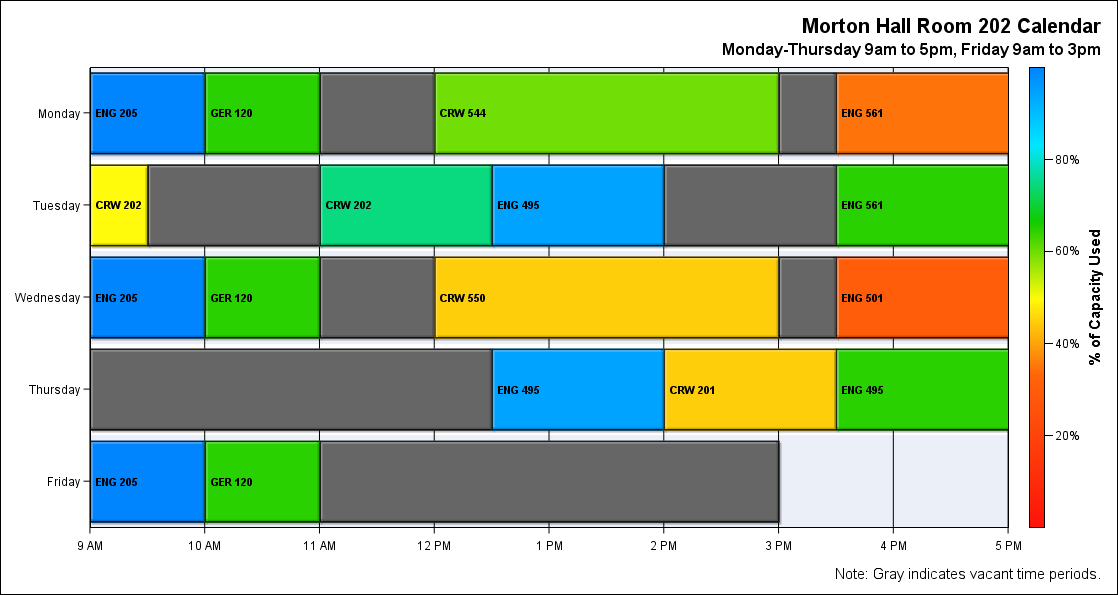 Morton Hall Room 202 Calendar
Monday-Thursday 9am to 5pm, Friday 9am to 3pm
Monday
ENG 205
GER 120
CRW 544
ENG 561
Tuesday
CRW 202
CRW 202
ENG 495
ENG 561
Wednesday
ENG 205
GER 120
CRW 550
ENG 501
Thursday
ENG 495
CRW 201
ENG 495
Friday
ENG 205
GER 120
9 AM
10 AM
11 AM
12 PM
1 PM
2 PM
3 PM
4 PM
5 PM
80%
60%
40%
20%
% of Capacity Used
Note: Gray indicates vacant time periods.